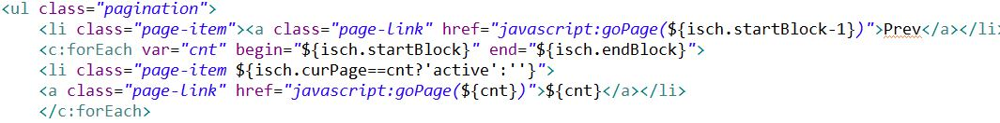 <ul class="pagination">
<li class="page-item"><a class="page-link" href="javascript:goPage(${isch.startBlock-1})">Prev</a></li>
<c:forEach var="cnt" begin="${isch.startBlock}" end="${isch.endBlock}">
<li class="page-item ${isch.curPage==cnt?'active':''}">
<a class="page-link" href="javascript:goPage(${cnt})">${cnt}</a></li>
</c:forEach>